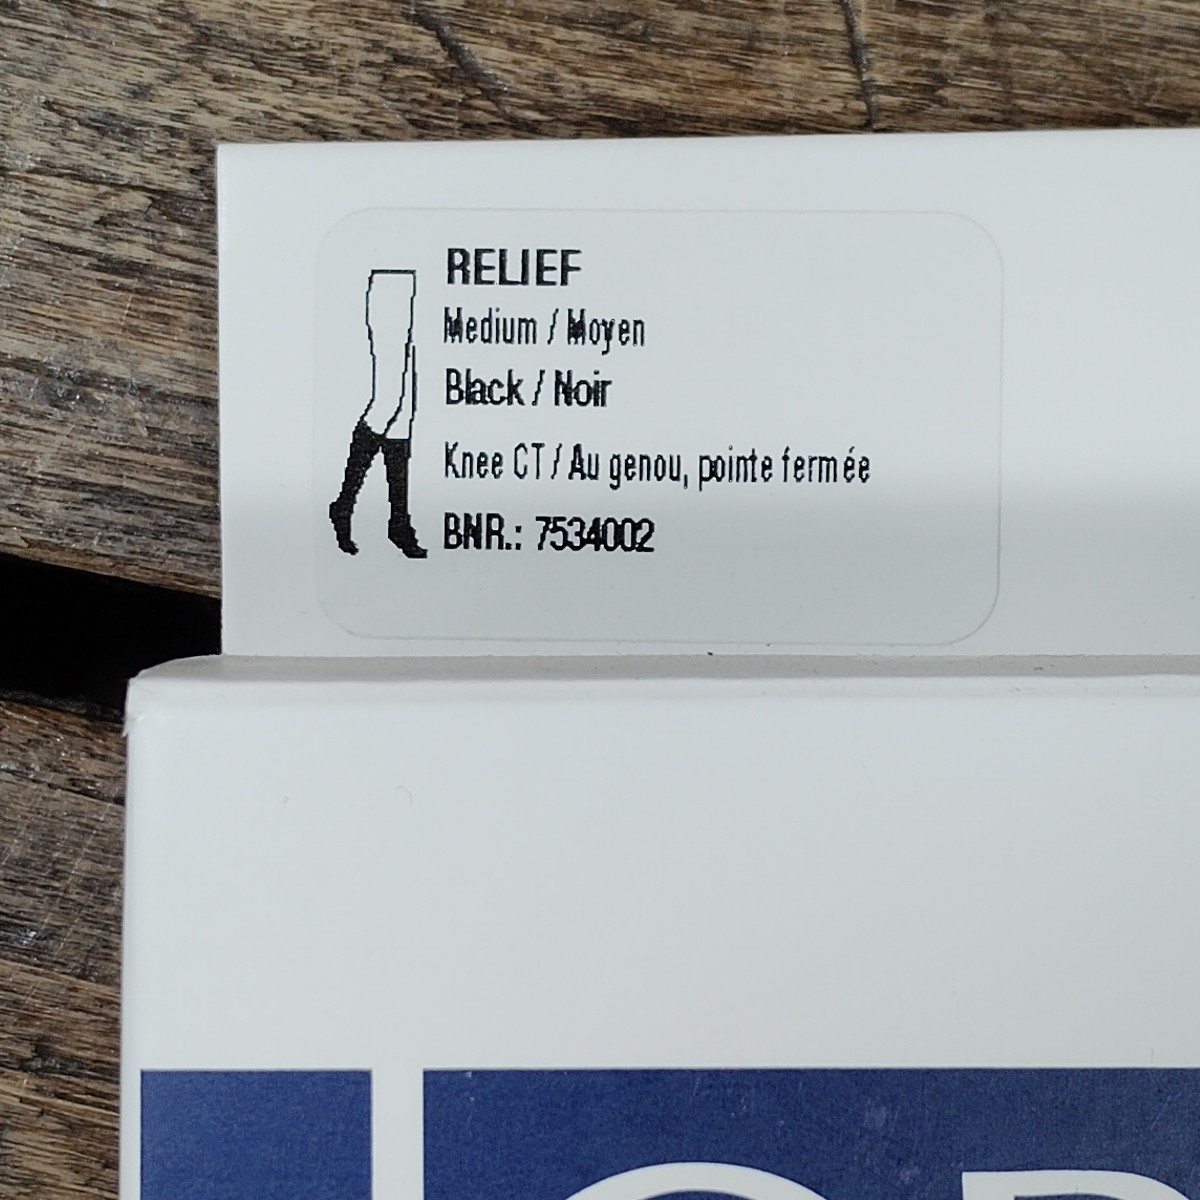 RELIEF
Medium / Moyen
Black / Noir
Knee CT / Au genou, pointe fermée
BNR.: 7534002